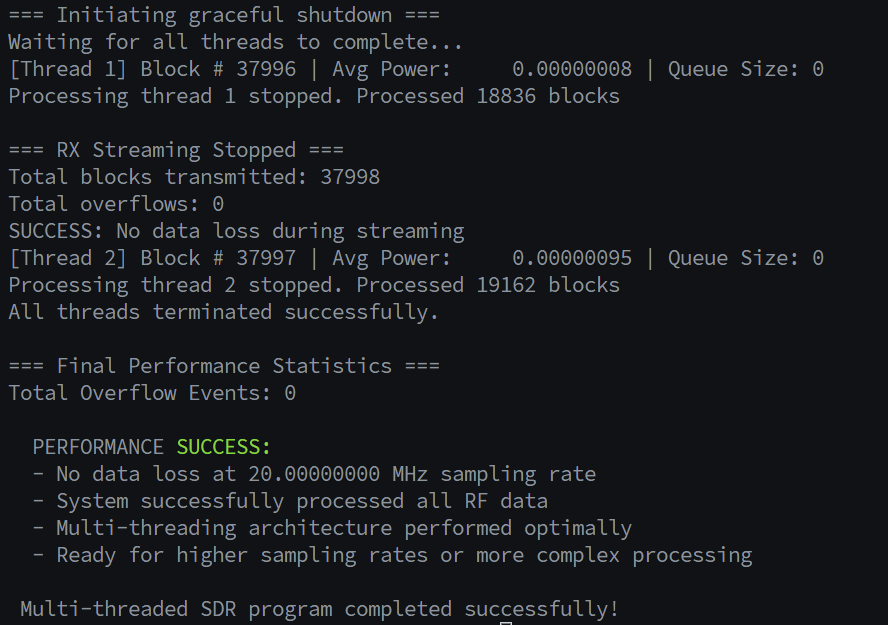 === Initiating graceful shutdown ===
Waiting for all threads to complete...
[Thread 1] Block # 37996 | Avg Power:     0.00000008 | Queue Size: 0
Processing thread 1 stopped. Processed 18836 blocks
=== RX Streaming Stopped ===
Total blocks transmitted: 37998
Total overflows: 0
SUCCESS: No data loss during streaming
[Thread 2] Block # 37997 | Avg Power:     0.00000095 | Queue Size: 0
Processing thread 2 stopped. Processed 19162 blocks
All threads terminated successfully.
=== Final Performance Statistics ===
Total Overflow Events: 0
PERFORMANCE SUCCESS:
- No data loss at 20.00000000 MHz sampling rate
- System successfully processed all RF data
- Multi-threading architecture performed optimally
- Ready for higher sampling rates or more complex processing
Multi-threaded SDR program completed successfully!